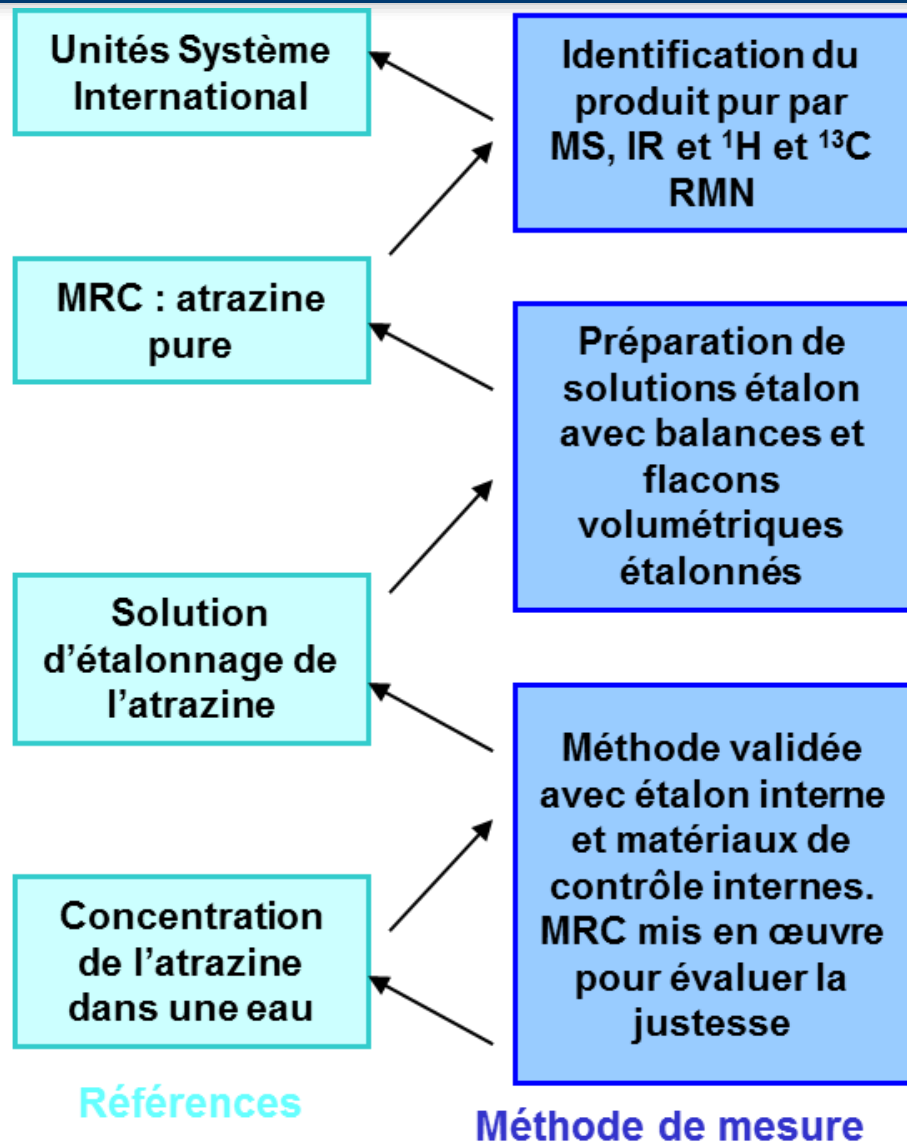 Unités Système
International
Identification du
produit pur par
MS, IR et ¹H et ¹³C
RMN
MRC : atrazine
pure
Préparation de
solutions étalon
avec balances et
flacons
volumétriques
étalonnés
Solution
d’étalonnage de
l’atrazine
Méthode validée
avec étalon interne
et matériaux de
contrôle internes.
MRC mis en œuvre
pour évaluer la
justesse
Concentration
de l’atrazine
dans une eau
Références
Méthode de mesure